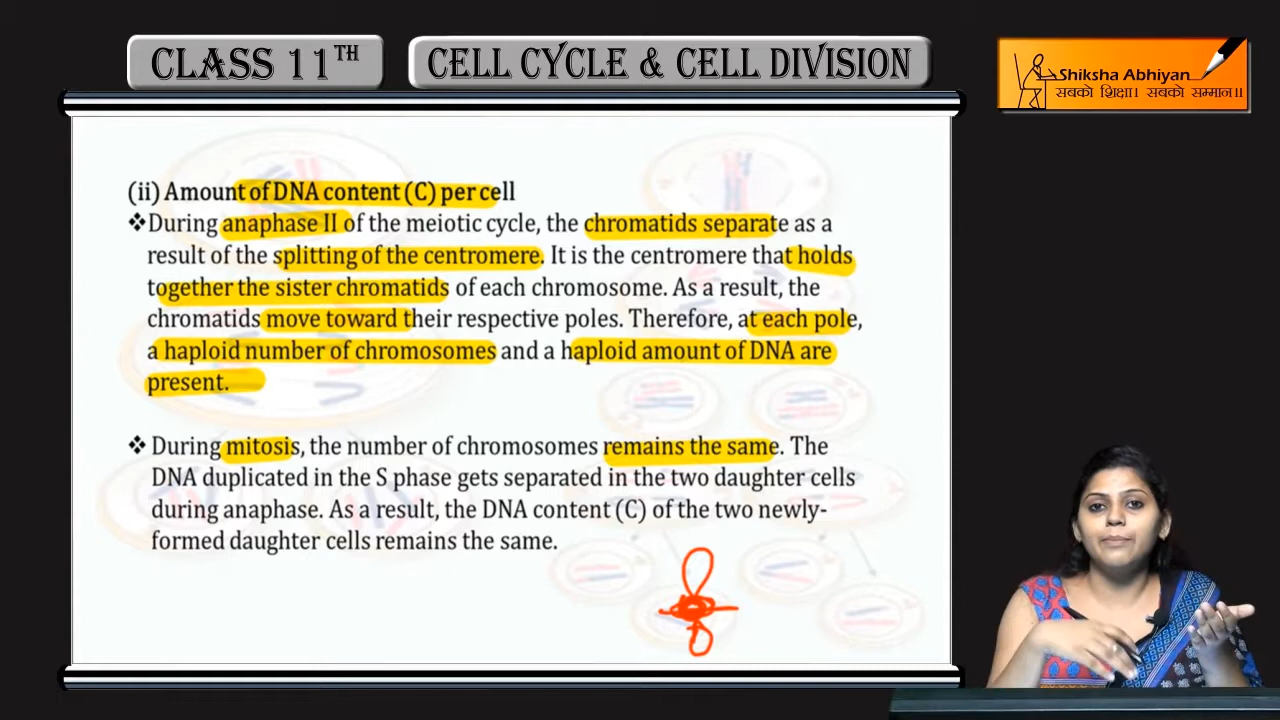 CLASS 11TH
CELL CYCLE & CELL DIVISION
Shiksha Abhiyan
सबको शिक्षा। सबको सम्मान।।
(ii) Amount of DNA content (C) per cell
❖During anaphase II of the meiotic cycle, the chromatids separate as a
result of the splitting of the centromere. It is the centromere that holds
together the sister chromatids of each chromosome. As a result, the
chromatids move toward their respective poles. Therefore, at each pole,
a haploid number of chromosomes and a haploid amount of DNA are
present.
❖ During mitosis, the number of chromosomes remains the same. The
DNA duplicated in the S phase gets separated in the two daughter cells
during anaphase. As a result, the DNA content (C) of the two newly-
formed daughter cells remains the same.